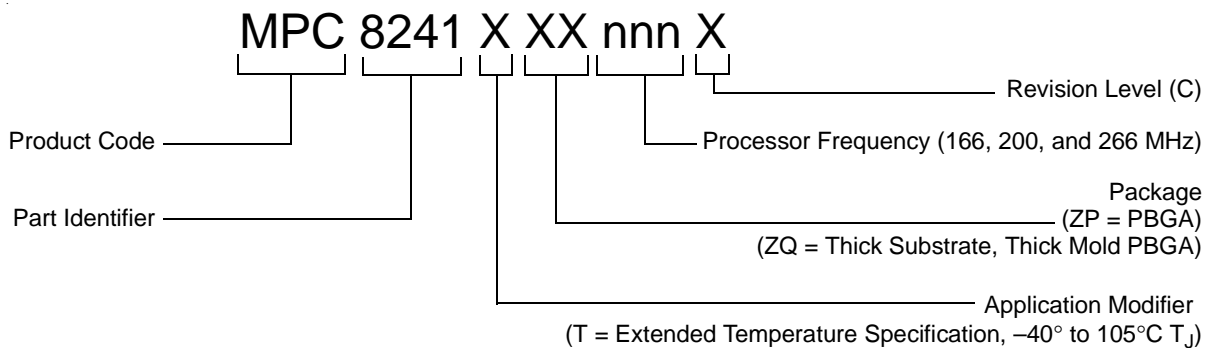 MPC 8241 X XX nnn X
Revision Level (C)
Product Code
Processor Frequency (166, 200, and 266 MHz)
Part Identifier
Package
(ZP = PBGA)
(ZQ = Thick Substrate, Thick Mold PBGA)
Application Modifier
(T = Extended Temperature Specification, –40° to 105°C TJ)